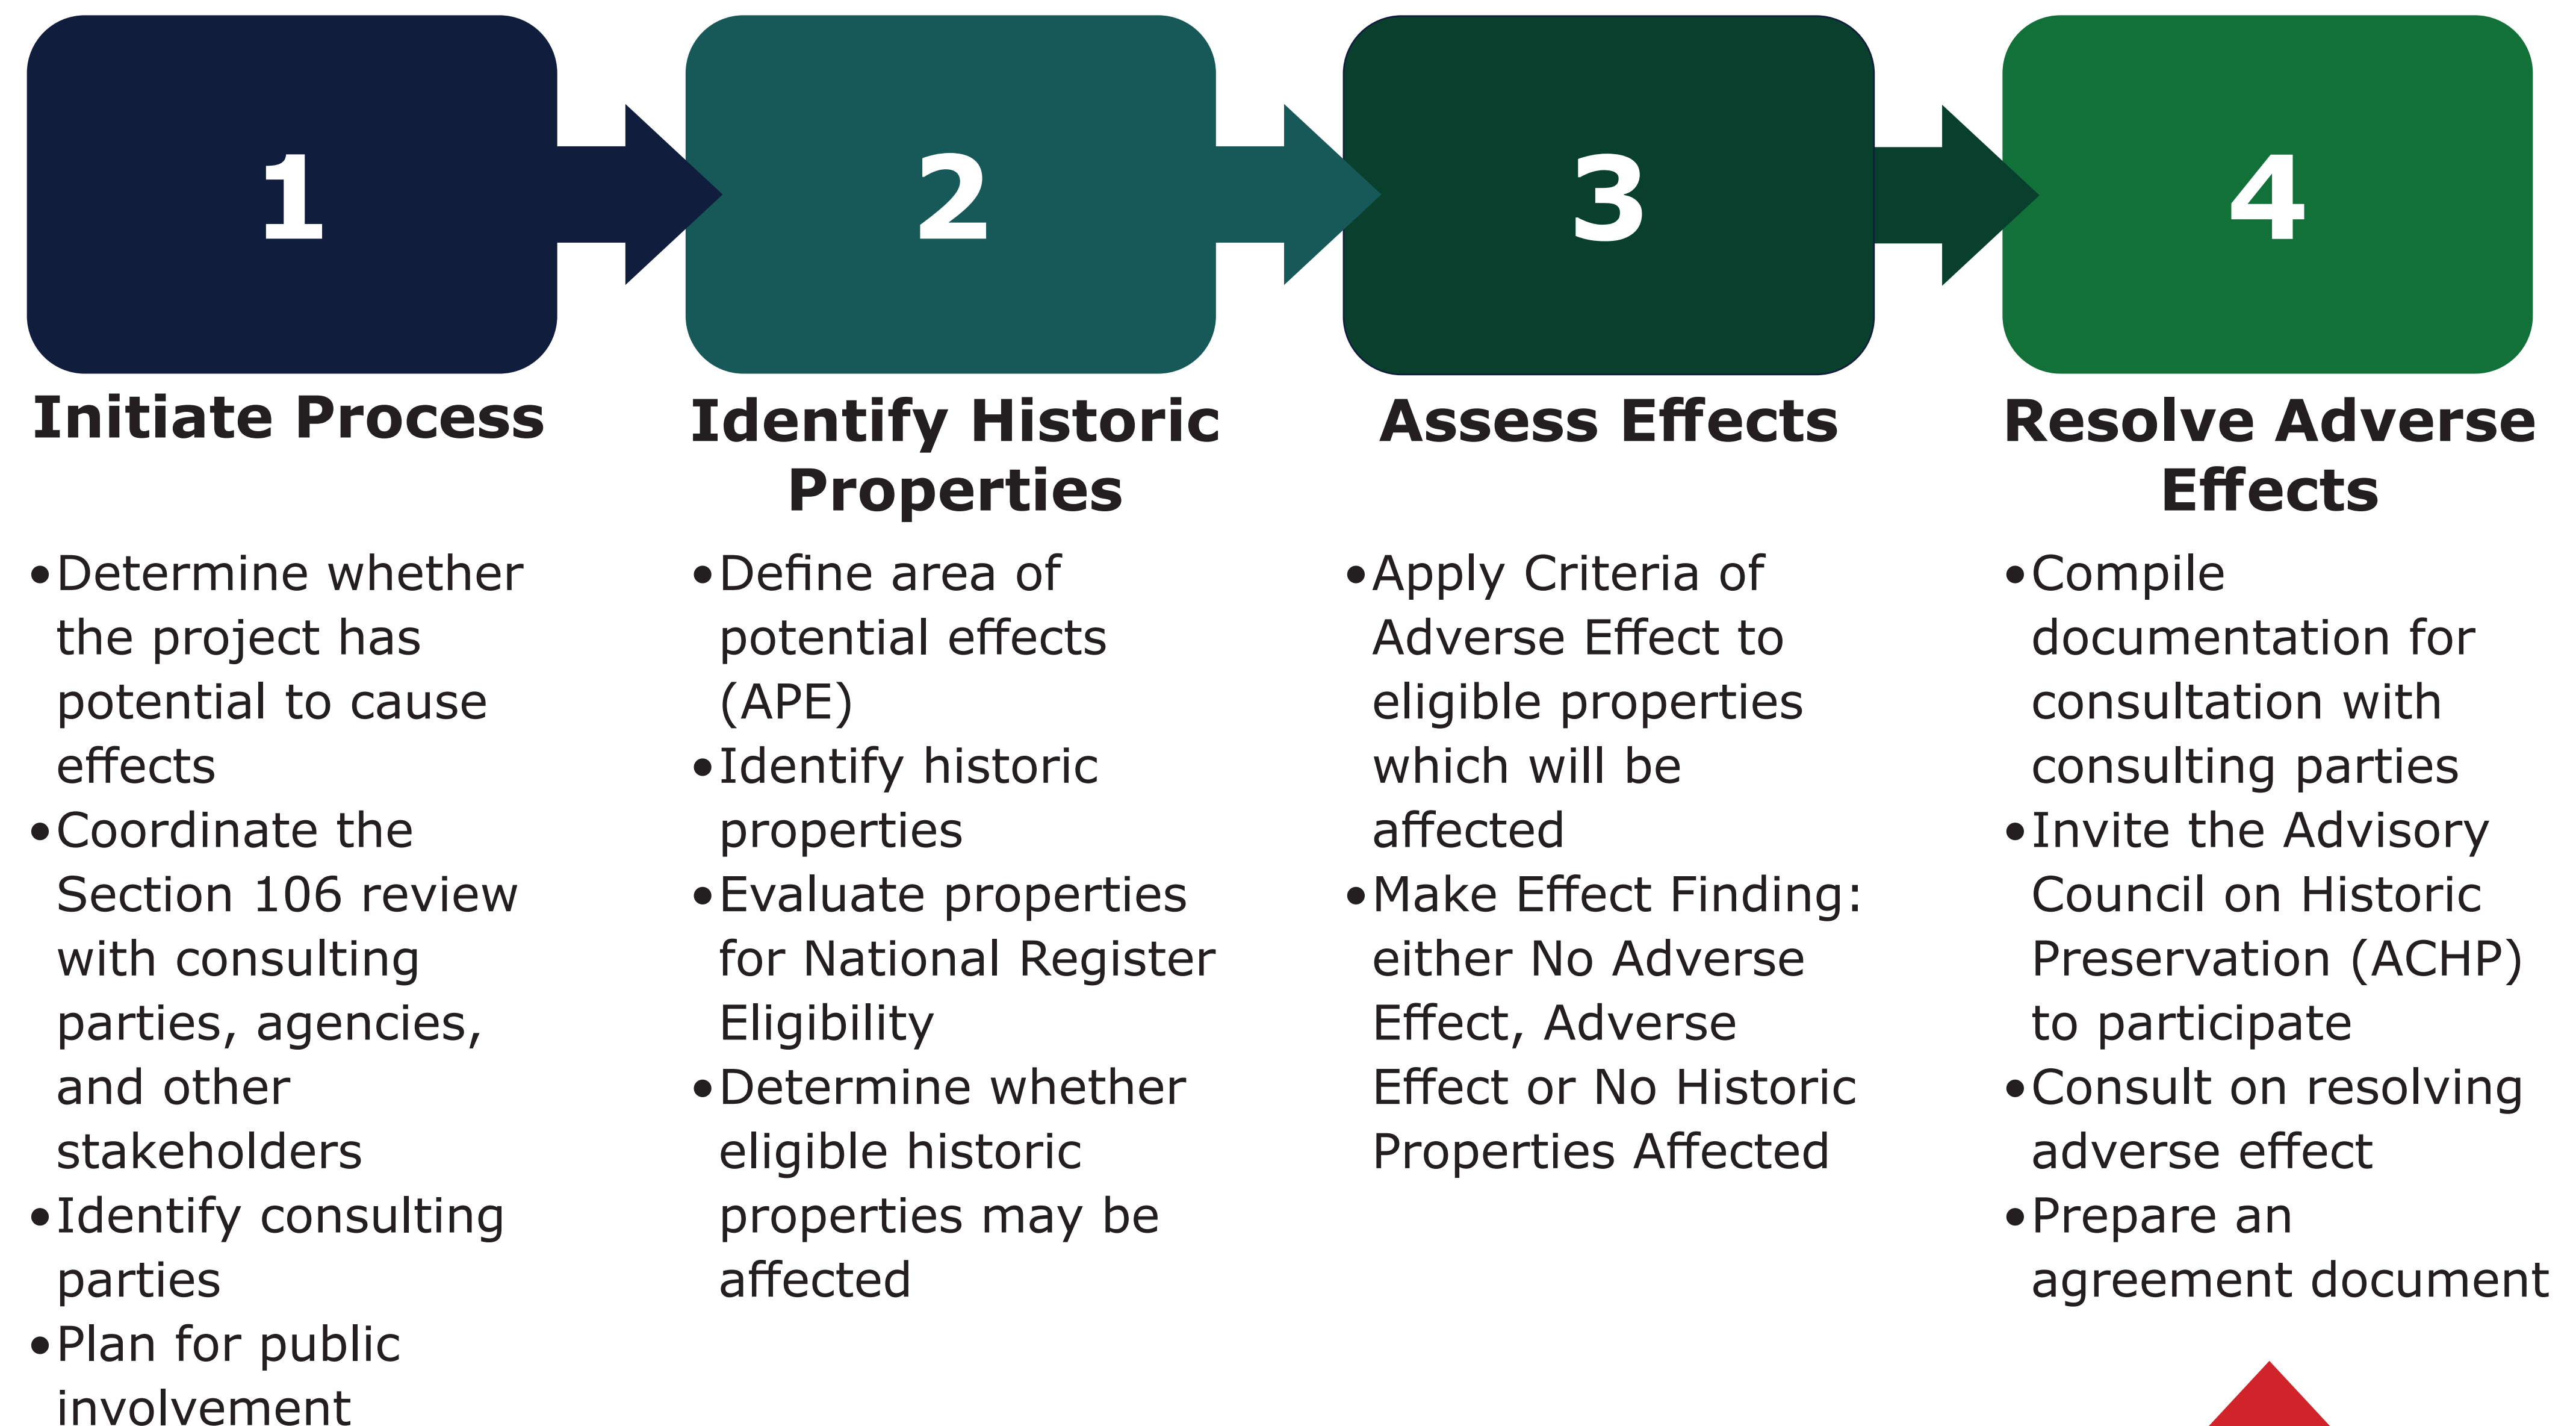 1
2
3
4
Initiate Process
•Determine whether
the project has
potential to cause
effects
•Coordinate the
Section 106 review
with consulting
parties, agencies,
and other
stakeholders
•Identify consulting
parties
•Plan for public
involvement
Identify Historic
Properties
•Define area of
potential effects
(APE)
•Identify historic
properties
•Evaluate properties
for National Register
Eligibility
•Determine whether
eligible historic
properties may be
affected
Assess Effects
•Apply Criteria of
Adverse Effect to
eligible properties
which will be
affected
•Make Effect Finding:
either No Adverse
Effect, Adverse
Effect or No Historic
Properties Affected
Resolve Adverse
Effects
•Compile
documentation for
consultation with
consulting parties
•Invite the Advisory
Council on Historic
Preservation (ACHP)
to participate
•Consult on resolving
adverse effect
•Prepare an
agreement document